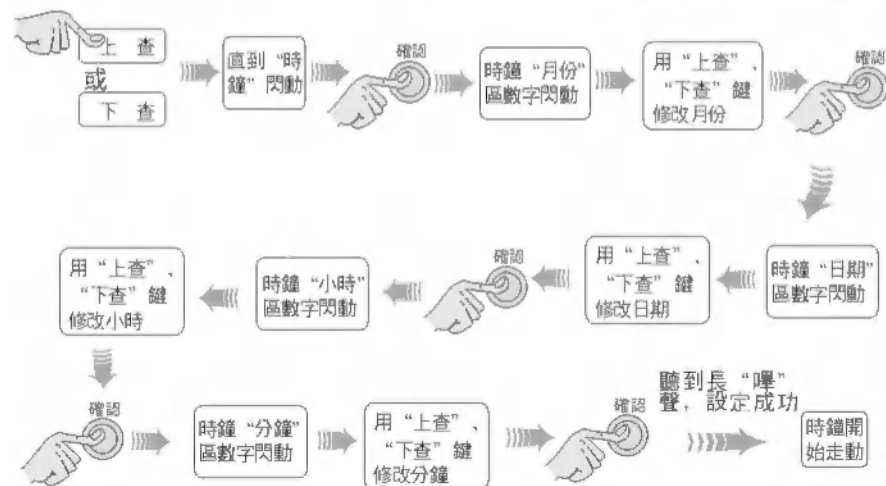 上 查
或
下 查
直到 “時
鐘” 閃動
確認
時鐘 “月份”
區數字閃動
用 “上查” 、
“下查” 鍵
修改月份
確認
時鐘 “日期”
區數字閃動
用 “上查” 、
“下查” 鍵
修改日期
確認
時鐘 “小時”
區數字閃動
用 “上查” 、
“下查” 鍵
修改小時
確認
時鐘 “分鐘”
區數字閃動
用 “上查” 、
“下查” 鍵
修改分鐘
確認
聽到長 “嗶”
聲，設定成功
時鐘開
始走動